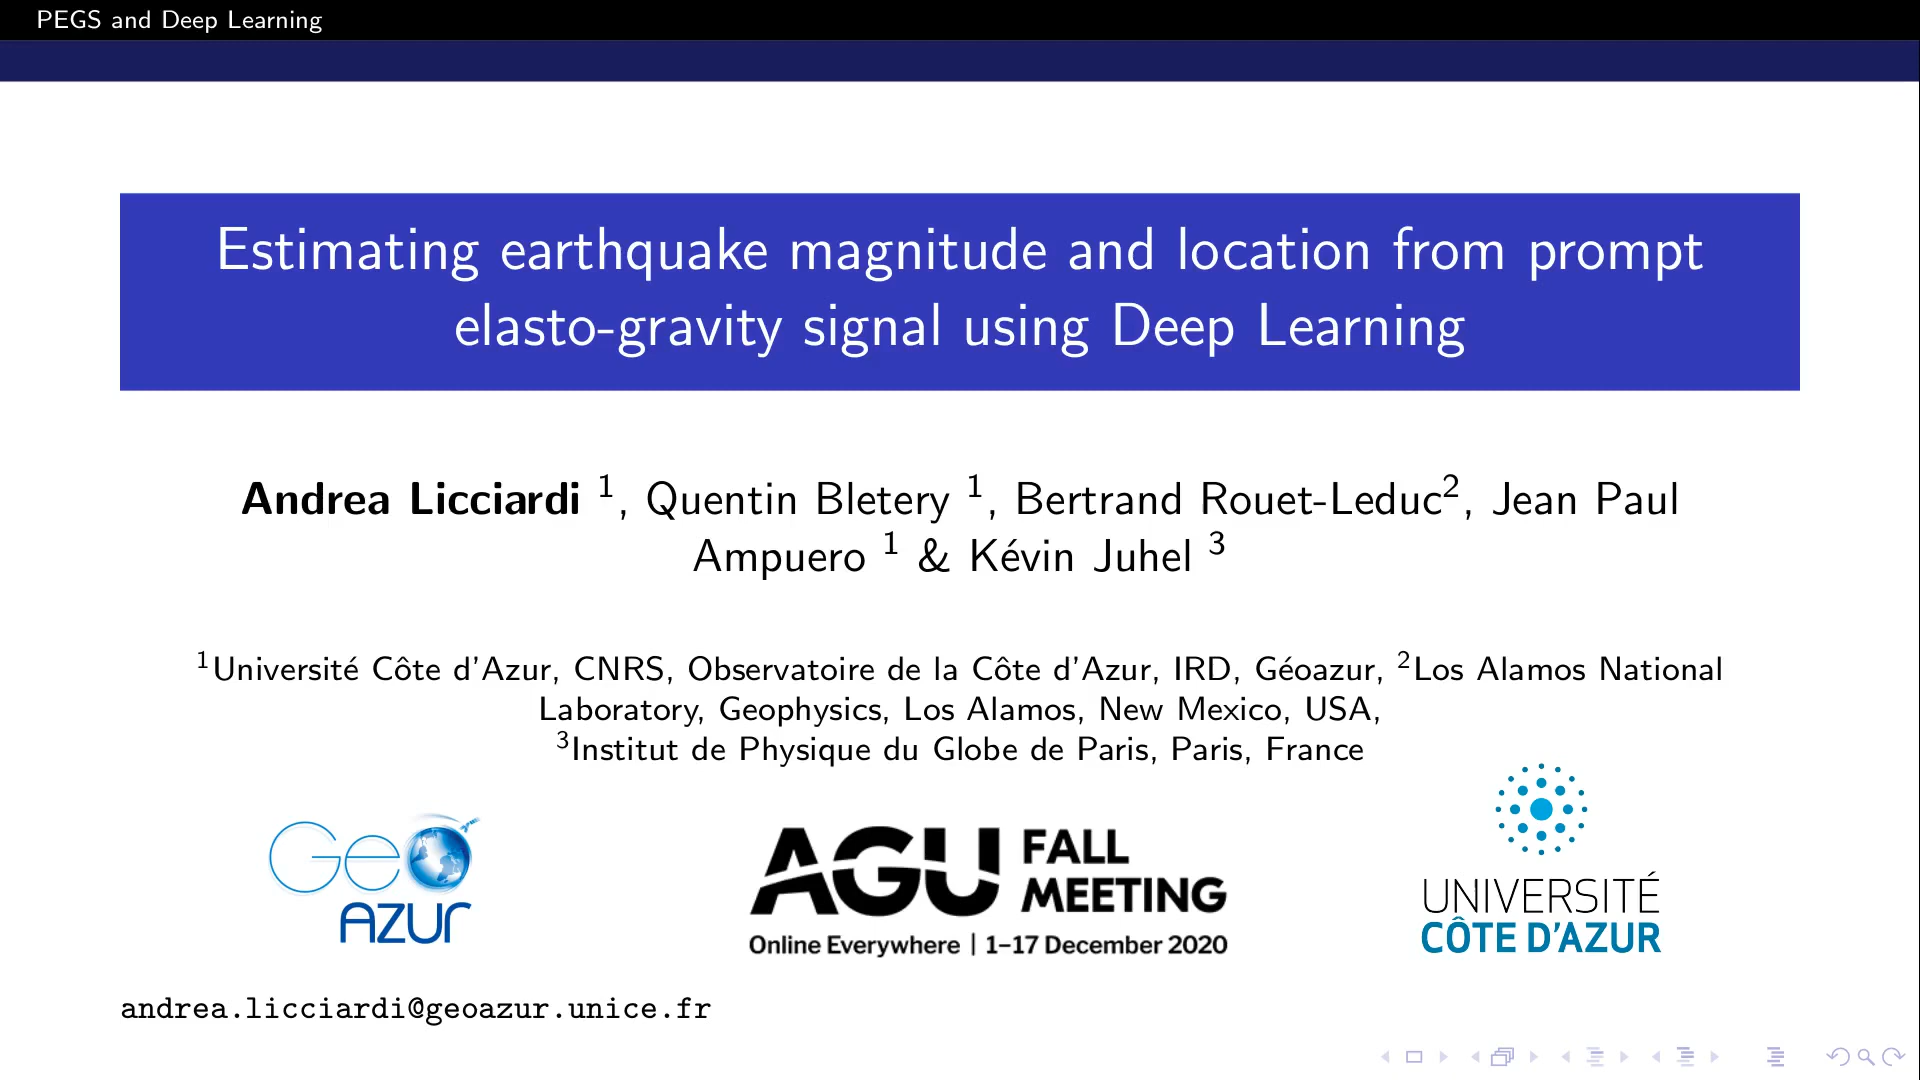 PEGS and Deep Learning
Estimating earthquake magnitude and location from prompt
elasto-gravity signal using Deep Learning
Andrea Licciardi ¹, Quentin Bletery ¹, Bertrand Rouet-Leduc², Jean Paul
Ampuero ¹ & Kévin Juhel ³
¹Université Côte d'Azur, CNRS, Observatoire de la Côte d'Azur, IRD, Géoazur, ²Los Alamos National
Laboratory, Geophysics, Los Alamos, New Mexico, USA,
³Institut de Physique du Globe de Paris, Paris, France
Geo
AZUr
AGU FALL
MEETING
Online Everywhere | 1–17 December 2020
UNIVERSITÉ
CÔTE D'AZUR
andrea.licciardi@geoazur.unice.fr